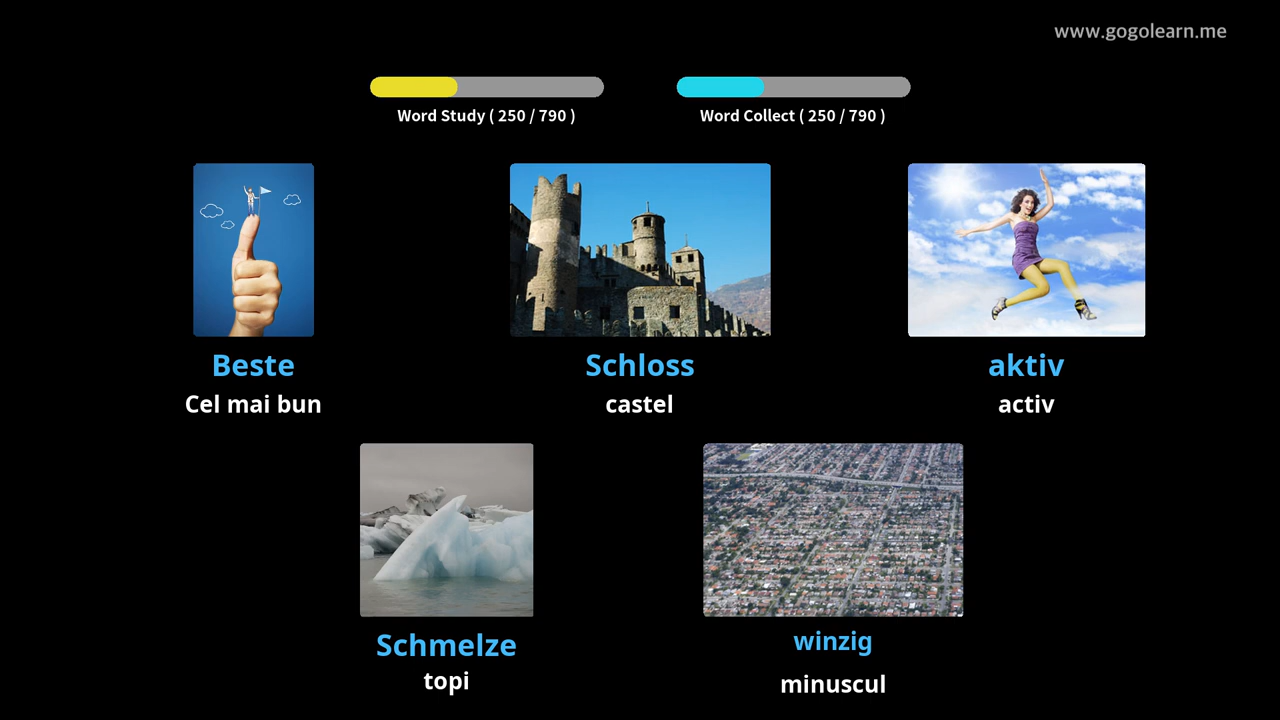 www.gogolearn.me
Word Study ( 250 / 790 )
Word Collect ( 250 / 790 )
Beste
Cel mai bun
Schloss
castel
aktiv
activ
Schmelze
topi
winzig
minuscul